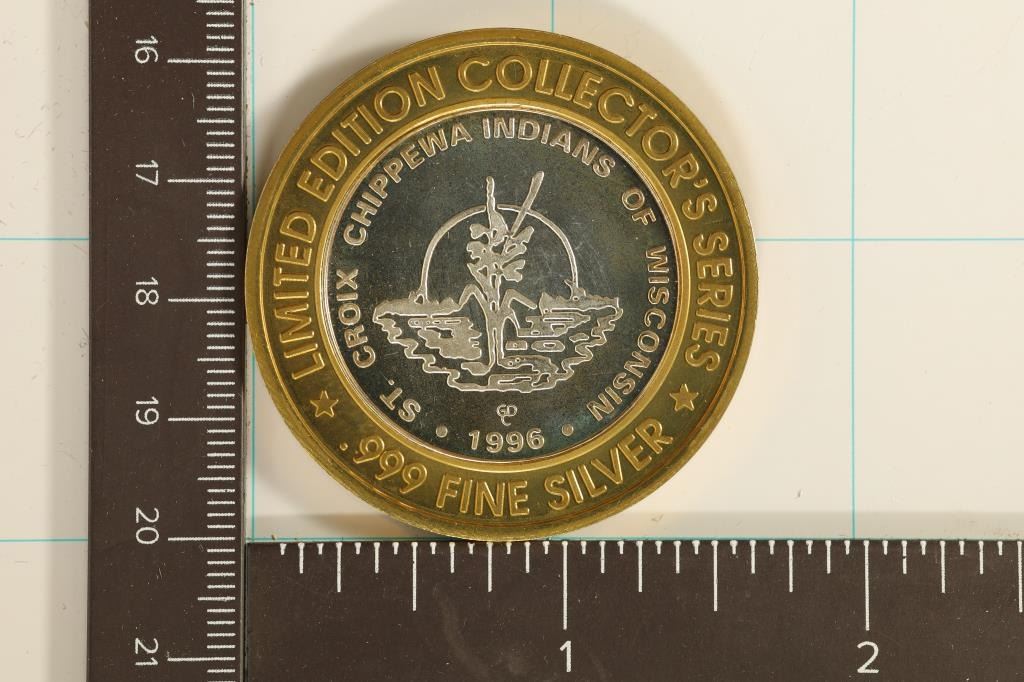 LIMITED EDITION COLLECTOR'S SERIES
.999 FINE SILVER
ST. CROIX CHIPPEWA INDIANS OF WISCONSIN
GDC
• 1996 •
16
17
18
19
20
21
1
2